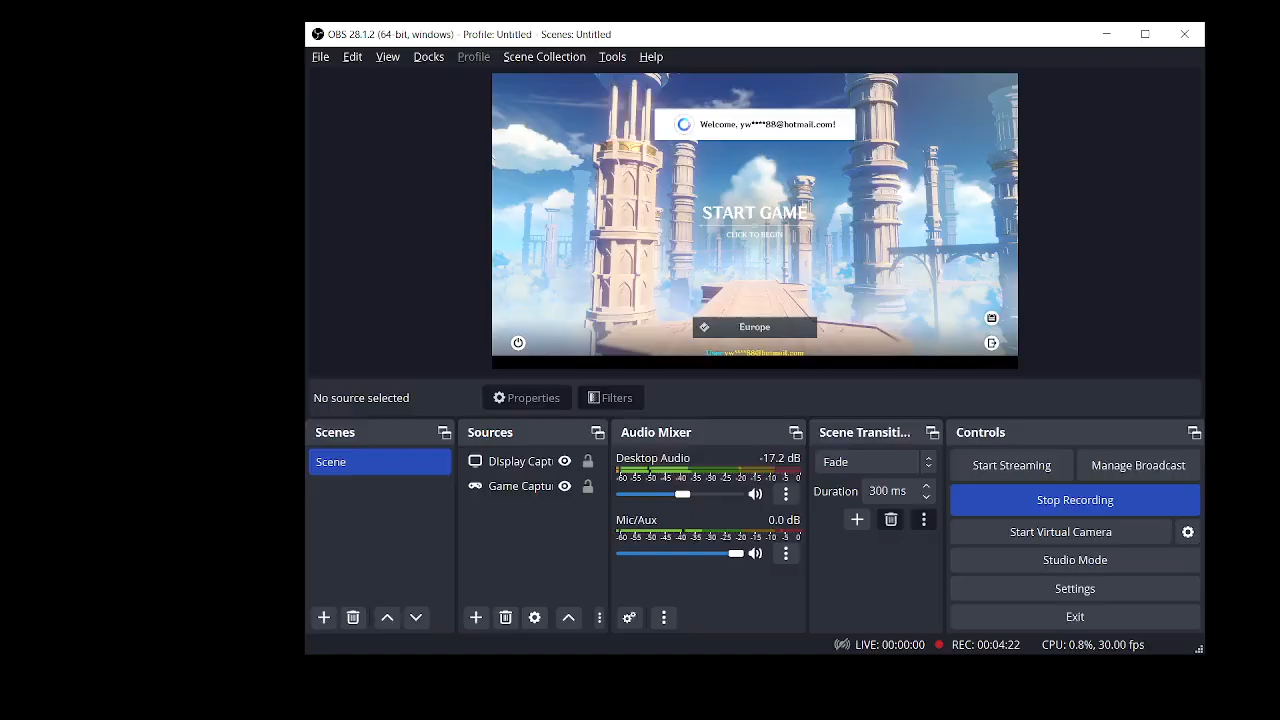 OBS 28.1.2 (64-bit, windows) - Profile: Untitled - Scenes: Untitled
File Edit View Docks Profile Scene Collection Tools Help
Welcome, yw****88@hotmail.com!
START GAME
CLICK TO BEGIN
Europe
User yw****88@hotmail.com
No source selected Properties Filters
Scenes Sources Audio Mixer Scene Transiti... Controls
Scene
Display Capt
Game Captu
Desktop Audio -17.2 dB
-60 -55 -50 -45 -40 -35 -30 -25 -20 -15 -10 -5 0
Mic/Aux 0.0 dB
-60 -55 -50 -45 -40 -35 -30 -25 -20 -15 -10 -5 0
Fade
Duration 300 ms
Start Streaming Manage Broadcast
Stop Recording
Start Virtual Camera
Studio Mode
Settings
Exit
LIVE: 00:00:00 REC: 00:04:22 CPU: 0.8%, 30.00 fps